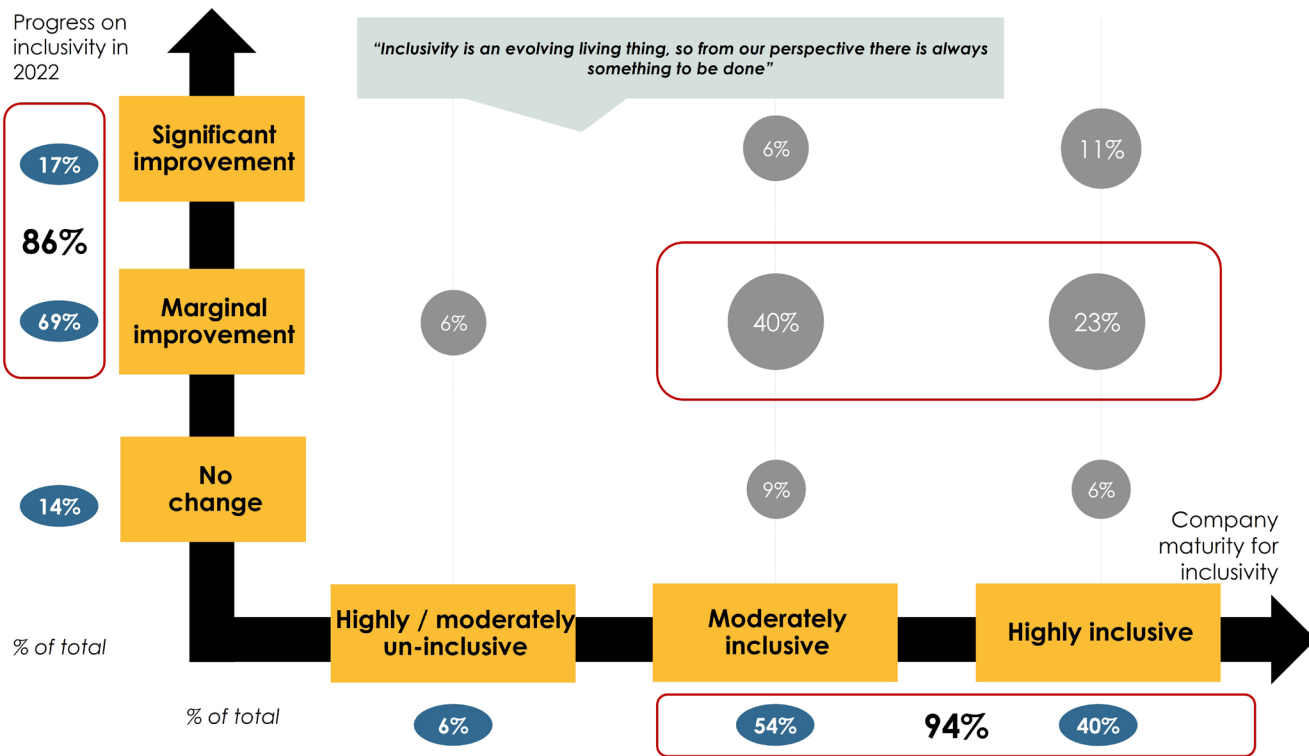 Progress on
inclusivity in
2022
“Inclusivity is an evolving living thing, so from our perspective there is always
something to be done”
17%
Significant
improvement
6%
11%
86%
69%
Marginal
improvement
6%
40%
23%
14%
No
change
9%
6%
Company
maturity for
inclusivity
% of total
Highly / moderately
un-inclusive
Moderately
inclusive
Highly inclusive
% of total
6%
54%
94%
40%